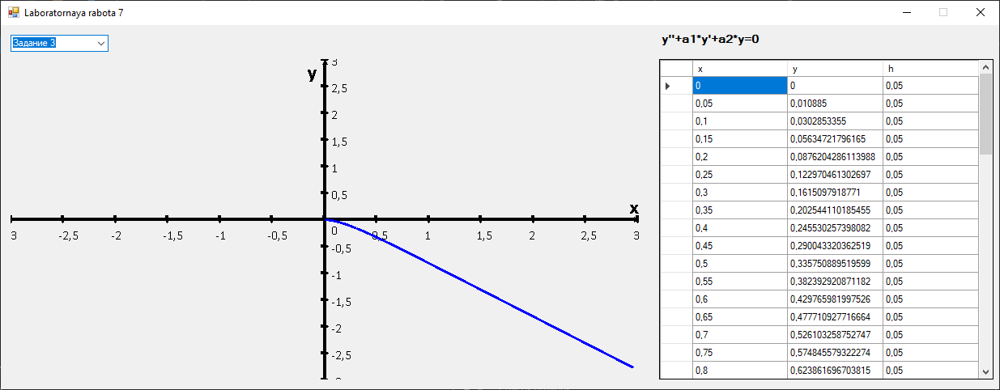 Laboratornaya rabota 7
Задание 3
y''+a1*y'+a2*y=0
y
3
2,5
2
1,5
1
0,5
x
3 -2,5 -2 -1,5 -1 -0,5 0 0,5 1 1,5 2 2,5 3
-0,5
-1
-1,5
-2
-2,5
x y h
0 0 0,05
0,05 0,010885 0,05
0,1 0,0302853355 0,05
0,15 0,05634721796165 0,05
0,2 0,0876204286113988 0,05
0,25 0,122970461302697 0,05
0,3 0,1615097918771 0,05
0,35 0,202544110185455 0,05
0,4 0,245530257398082 0,05
0,45 0,290043320362519 0,05
0,5 0,335750889519599 0,05
0,55 0,382392920871182 0,05
0,6 0,429765981997526 0,05
0,65 0,477710927716664 0,05
0,7 0,526103258752747 0,05
0,75 0,574845579322274 0,05
0,8 0,623861696703815 0,05